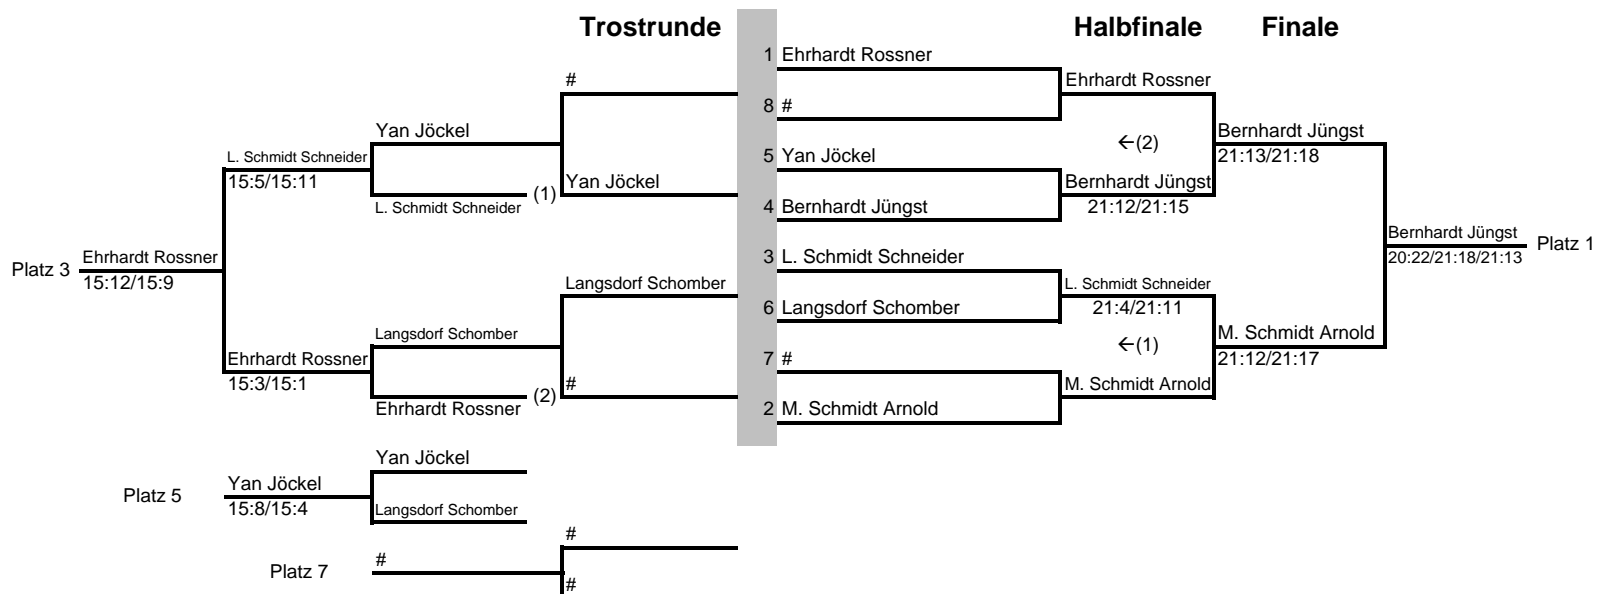 Trostrunde
Halbfinale
Finale
1 Ehrhardt Rossner
# Ehrhardt Rossner
8 #
Yan Jöckel
←(2)
Bernhardt Jüngst
L. Schmidt Schneider
5 Yan Jöckel
21:13/21:18
15:5/15:11
Yan Jöckel
Bernhardt Jüngst
(1)
L. Schmidt Schneider
4 Bernhardt Jüngst
21:12/21:15
Bernhardt Jüngst
Platz 1
Platz 3
Ehrhardt Rossner
3 L. Schmidt Schneider
20:22/21:18/21:13
15:12/15:9
Langsdorf Schomber
L. Schmidt Schneider
6 Langsdorf Schomber
21:4/21:11
Langsdorf Schomber
←(1)
M. Schmidt Arnold
Ehrhardt Rossner
7 #
21:12/21:17
15:3/15:1
#
M. Schmidt Arnold
(2)
Ehrhardt Rossner
2 M. Schmidt Arnold
Yan Jöckel
Platz 5
Yan Jöckel
15:8/15:4
Langsdorf Schomber
#
#
Platz 7
#